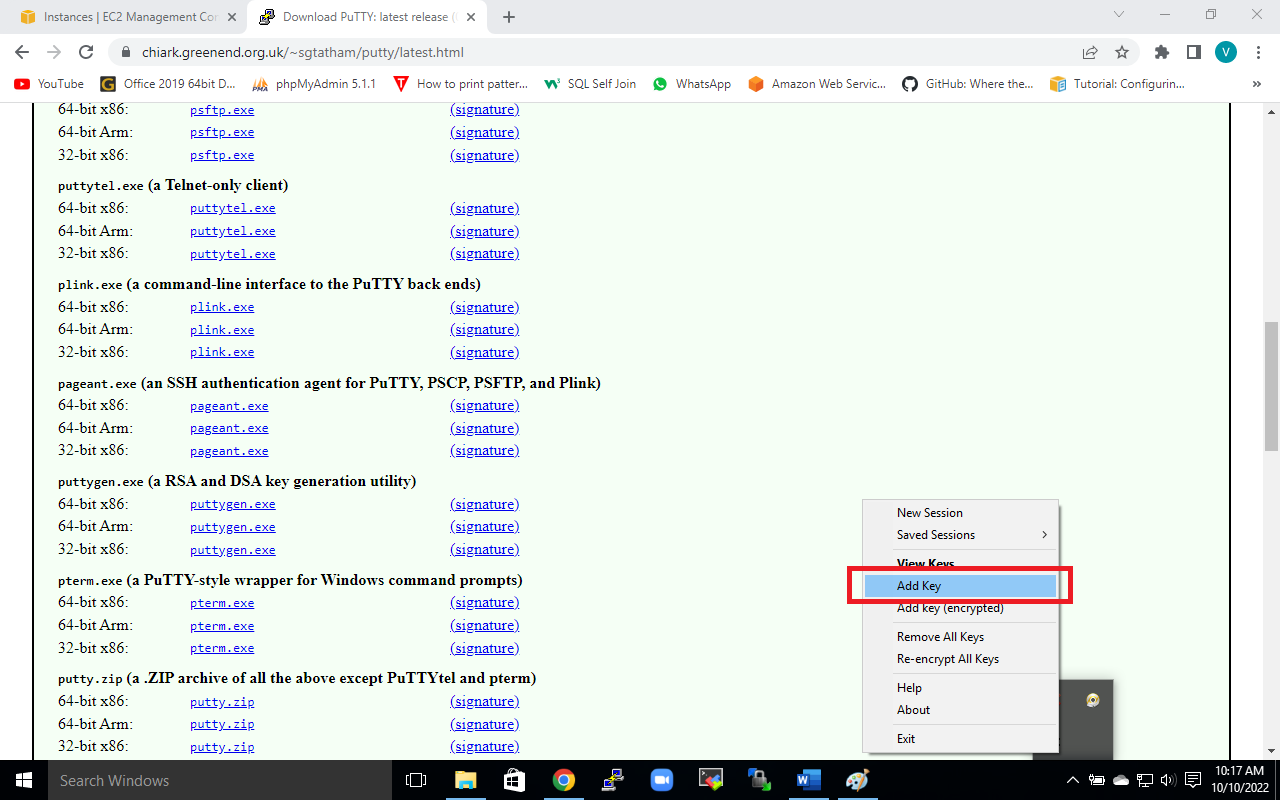 Instances | EC2 Management Con
Download PuTTY: latest release (
chiark.greenend.org.uk/~sgtatham/putty/latest.html
V
YouTube
Office 2019 64bit D...
phpMyAdmin 5.1.1
How to print patter...
SQL Self Join
WhatsApp
Amazon Web Servic...
GitHub: Where the...
Tutorial: Configurin...
»
64-bit x86: psftp.exe (signature)
64-bit Arm: psftp.exe (signature)
32-bit x86: psftp.exe (signature)
puttytel.exe (a Telnet-only client)
64-bit x86: puttytel.exe (signature)
64-bit Arm: puttytel.exe (signature)
32-bit x86: puttytel.exe (signature)
plink.exe (a command-line interface to the PuTTY back ends)
64-bit x86: plink.exe (signature)
64-bit Arm: plink.exe (signature)
32-bit x86: plink.exe (signature)
pageant.exe (an SSH authentication agent for PuTTY, PSCP, PSFTP, and Plink)
64-bit x86: pageant.exe (signature)
64-bit Arm: pageant.exe (signature)
32-bit x86: pageant.exe (signature)
puttygen.exe (a RSA and DSA key generation utility)
64-bit x86: puttygen.exe (signature)
64-bit Arm: puttygen.exe (signature)
32-bit x86: puttygen.exe (signature)
pterm.exe (a PuTTY-style wrapper for Windows command prompts)
64-bit x86: pterm.exe (signature)
64-bit Arm: pterm.exe (signature)
32-bit x86: pterm.exe (signature)
putty.zip (a .ZIP archive of all the above except PuTTYtel and pterm)
64-bit x86: putty.zip (signature)
64-bit Arm: putty.zip (signature)
32-bit x86: putty.zip (signature)
New Session
Saved Sessions
View Keys
Add Key
Add key (encrypted)
Remove All Keys
Re-encrypt All Keys
Help
About
Exit
Search Windows
10:17 AM
10/10/2022